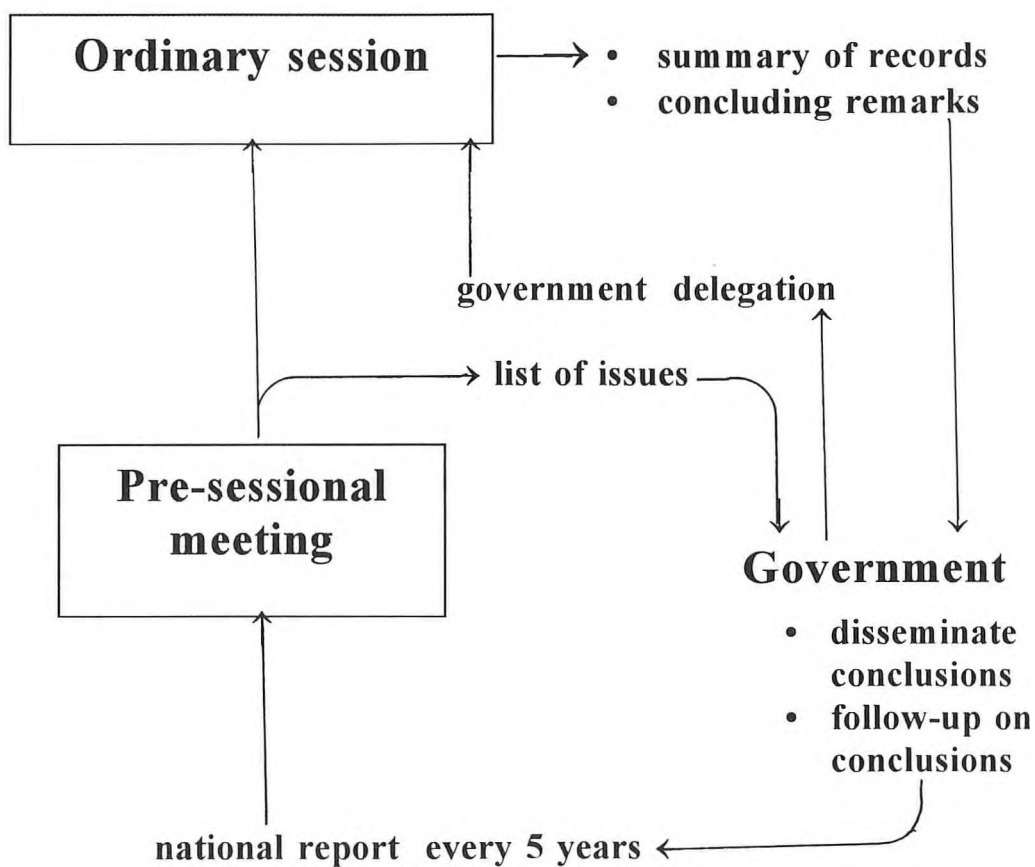 Ordinary session
• summary of records
• concluding remarks
government delegation
list of issues
Pre-sessional
meeting
Government
• disseminate
conclusions
• follow-up on
conclusions
national report every 5 years